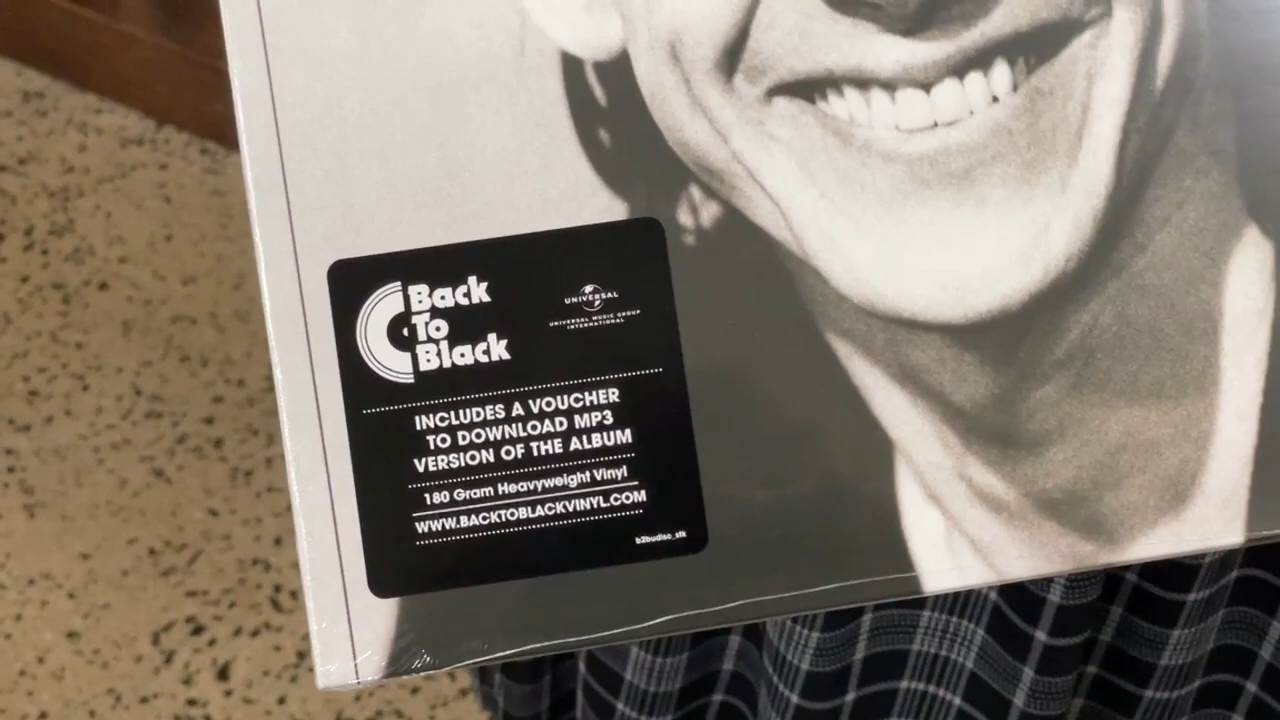 Back
To
Black
UNIVERSAL
UNIVERSAL MUSIC GROUP
INTERNATIONAL
INCLUDES A VOUCHER
TO DOWNLOAD MP3
VERSION OF THE ALBUM
180 Gram Heavyweight Vinyl
WWW.BACKTOBLACKVINYL.COM
b2budisc_stk